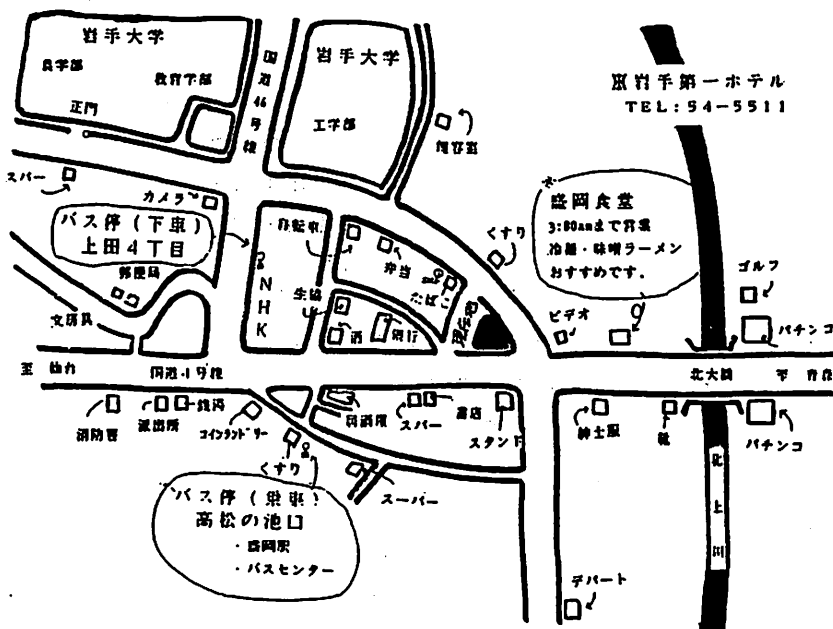 岩手大学
農学部
教育学部
正門
国道46号線
岩手大学
工学部
理容室
岩手第一ホテル
TEL:54-5511
盛岡食堂
3:00amまで営業
冷麺・味噌ラーメン
おすすめです。
スパー
カメラ
バス停(下車)
上田4丁目
郵便局
文房具
NHK
自転車
弁当
たばこ
くすり
生協
酒
銀行
ビデオ
ゴルフ
パチンコ
至 仙台
国道4号線
北大橋
至 青森
消防署
派出所
銭湯
コインランドリー
くすり
居酒屋
スパー
書店
スタンド
スーパー
紳士服
靴
パチンコ
北上川
バス停(乗車)
高松の池口
・盛岡駅
・バスセンター
デパート